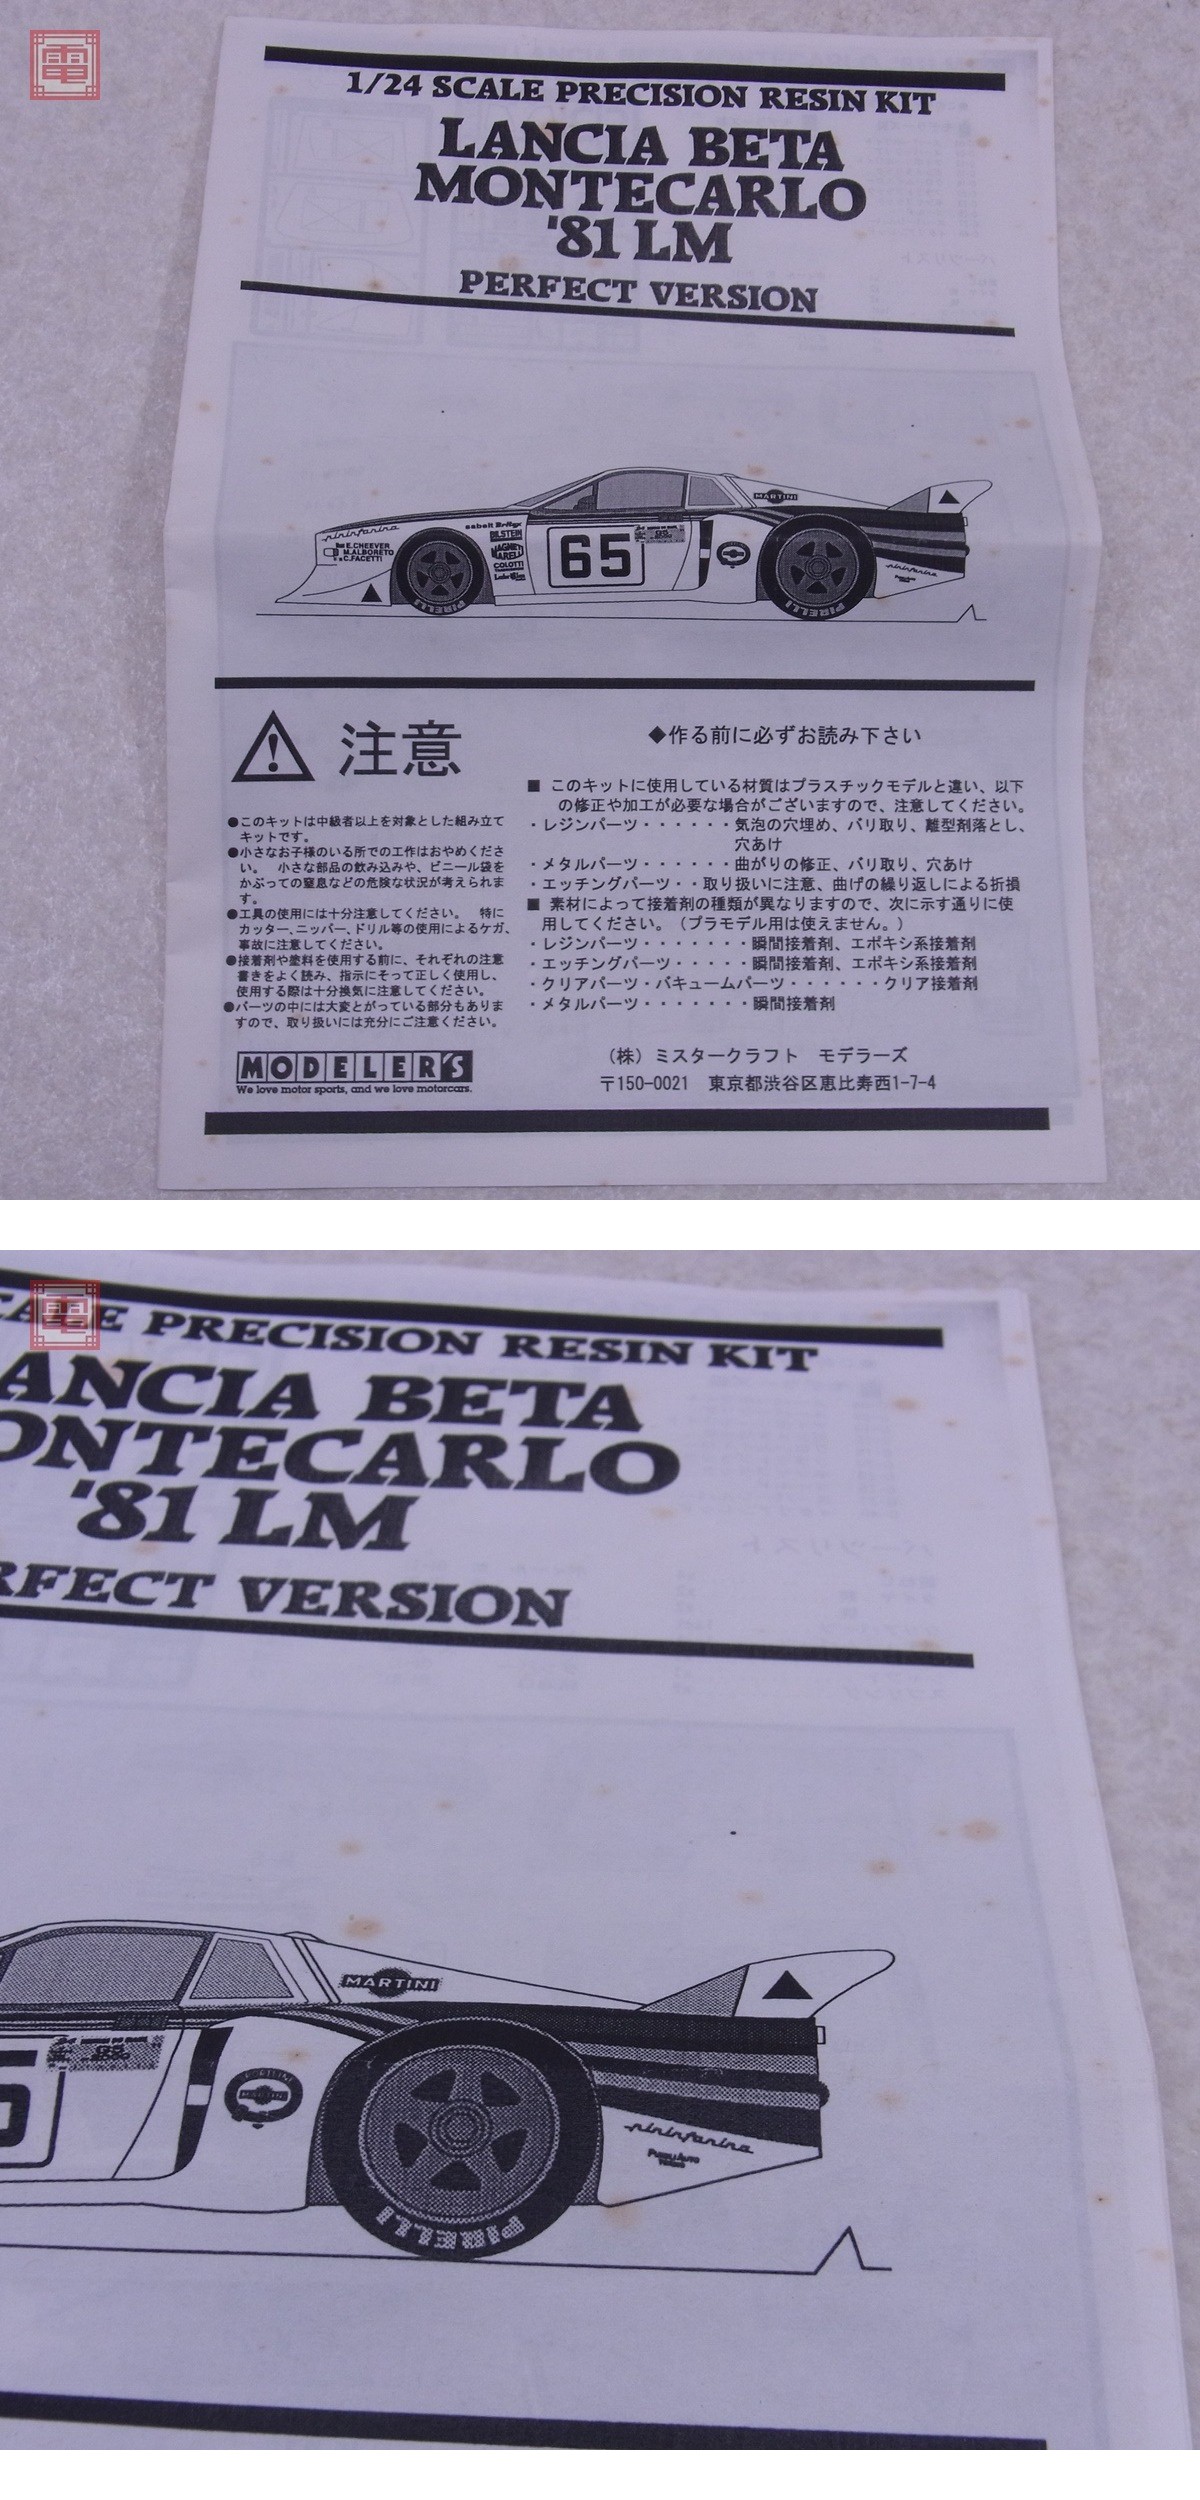 電
1/24 SCALE PRECISION RESIN KIT
LANCIA BETA
MONTECARLO
'81 LM
PERFECT VERSION
MARTINI
pininfarina
E.CHEEVER
M.ALBORETO
C.FACETTI
sabelt Britax
BILSTEIN
MAGNETI
MARELLI
COLOTTI
65
pininfarina
PIRELLI
PIRELLI
注意
●このキットは中級者以上を対象とした組み立て
キットです。
●小さなお子様のいる所での工作はおやめくださ
い。 小さな部品の飲み込みや、ビニール袋を
かぶっての窒息などの危険な状況が考えられま
す。
●工具の使用には十分注意してください。 特に
カッター、ニッパー、ドリル等の使用によるケガ、
事故に注意してください。
●接着剤や塗料を使用する前に、それぞれの注意
書きをよく読み、指示にそって正しく使用し、
使用する際は十分換気に注意してください。
●パーツの中には大変とがっている部分もありま
すので、取り扱いには充分にご注意ください。
MODELER'S
We love motor sports, and we love motorcars.
◆作る前に必ずお読み下さい
■ このキットに使用している材質はプラスチックモデルと違い、以下
の修正や加工が必要な場合がございますので、注意してください。
・レジンパーツ・・・・・・気泡の穴埋め、バリ取り、離型剤落とし、
穴あけ
・メタルパーツ・・・・・・曲がりの修正、バリ取り、穴あけ
・エッチングパーツ・・取り扱いに注意、曲げの繰り返しによる折損
■ 素材によって接着剤の種類が異なりますので、次に示す通りに使
用してください。（プラモデル用は使えません。）
・レジンパーツ・・・・・・・瞬間接着剤、エポキシ系接着剤
・エッチングパーツ・・・・・瞬間接着剤、エポキシ系接着剤
・クリアパーツ・バキュームパーツ・・・・・・クリア接着剤
・メタルパーツ・・・・・・・瞬間接着剤
（株）ミスタークラフト モデラーズ
〒150-0021 東京都渋谷区恵比寿西1-7-4
電
CALE PRECISION RESIN KIT
ANCIA BETA
ONTECARLO
'81 LM
RFECT VERSION
MARTINI
5
MARTINI
pininfarina
PIRELLI